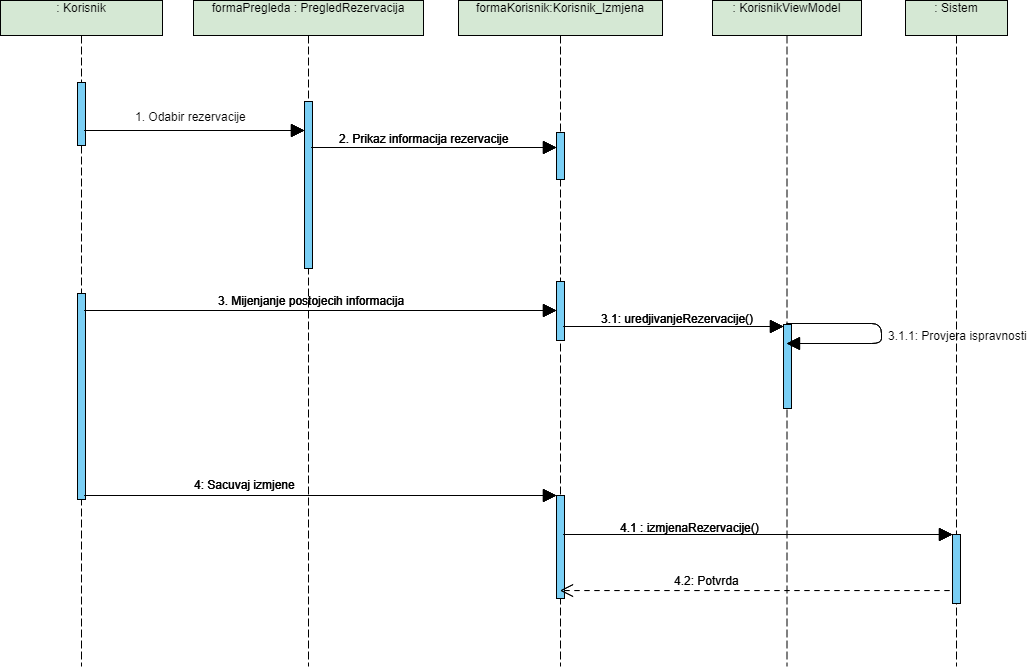 : Korisnik
formaPregleda : PregledRezervacija
formaKorisnik:Korisnik_Izmjena
: KorisnikViewModel
: Sistem
1. Odabir rezervacije
2. Prikaz informacija rezervacije
3. Mijenjanje postojecih informacija
3.1: uredjivanjeRezervacije()
3.1.1: Provjera ispravnosti
4: Sacuvaj izmjene
4.1 : izmjenaRezervacije()
4.2: Potvrda